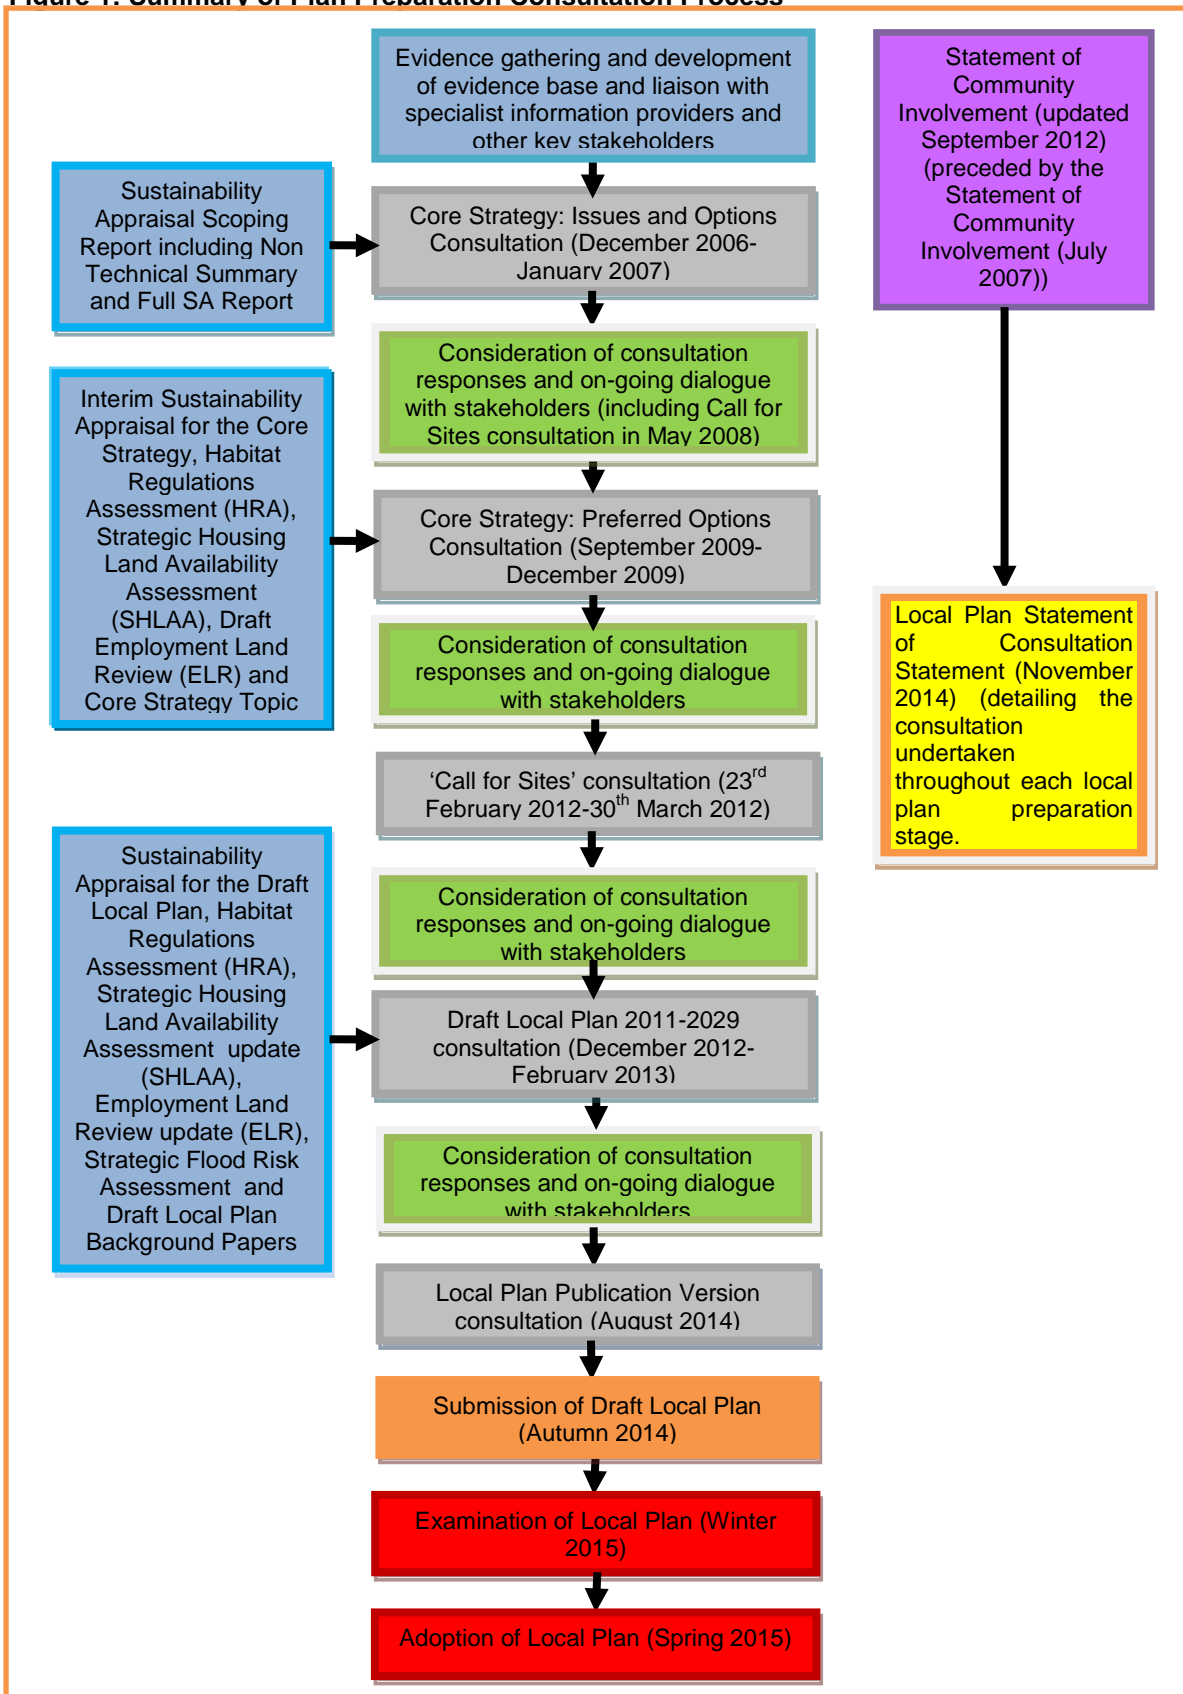 Figure 1: Summary of Plan Preparation Consultation Process
Evidence gathering and development
of evidence base and liaison with
specialist information providers and
other key stakeholders
Statement of
Community
Involvement (updated
September 2012)
(preceded by the
Statement of
Community
Involvement (July
2007))
Sustainability
Appraisal Scoping
Report including Non
Technical Summary
and Full SA Report
Core Strategy: Issues and Options
Consultation (December 2006-
January 2007)
Consideration of consultation
responses and on-going dialogue
with stakeholders (including Call for
Sites consultation in May 2008)
Interim Sustainability
Appraisal for the Core
Strategy, Habitat
Regulations
Assessment (HRA),
Strategic Housing
Land Availability
Assessment
(SHLAA), Draft
Employment Land
Review (ELR) and
Core Strategy Topic
Core Strategy: Preferred Options
Consultation (September 2009-
December 2009)
Consideration of consultation
responses and on-going dialogue
with stakeholders
Local Plan Statement
of Consultation
Statement (November
2014) (detailing the
consultation
undertaken
throughout each local
plan preparation
stage.
‘Call for Sites’ consultation (23rd
February 2012-30th March 2012)
Consideration of consultation
responses and on-going dialogue
with stakeholders
Sustainability
Appraisal for the Draft
Local Plan, Habitat
Regulations
Assessment (HRA),
Strategic Housing
Land Availability
Assessment update
(SHLAA),
Employment Land
Review update (ELR),
Strategic Flood Risk
Assessment and
Draft Local Plan
Background Papers
Draft Local Plan 2011-2029
consultation (December 2012-
February 2013)
Consideration of consultation
responses and on-going dialogue
with stakeholders
Local Plan Publication Version
consultation (August 2014)
Submission of Draft Local Plan
(Autumn 2014)
Examination of Local Plan (Winter
2015)
Adoption of Local Plan (Spring 2015)